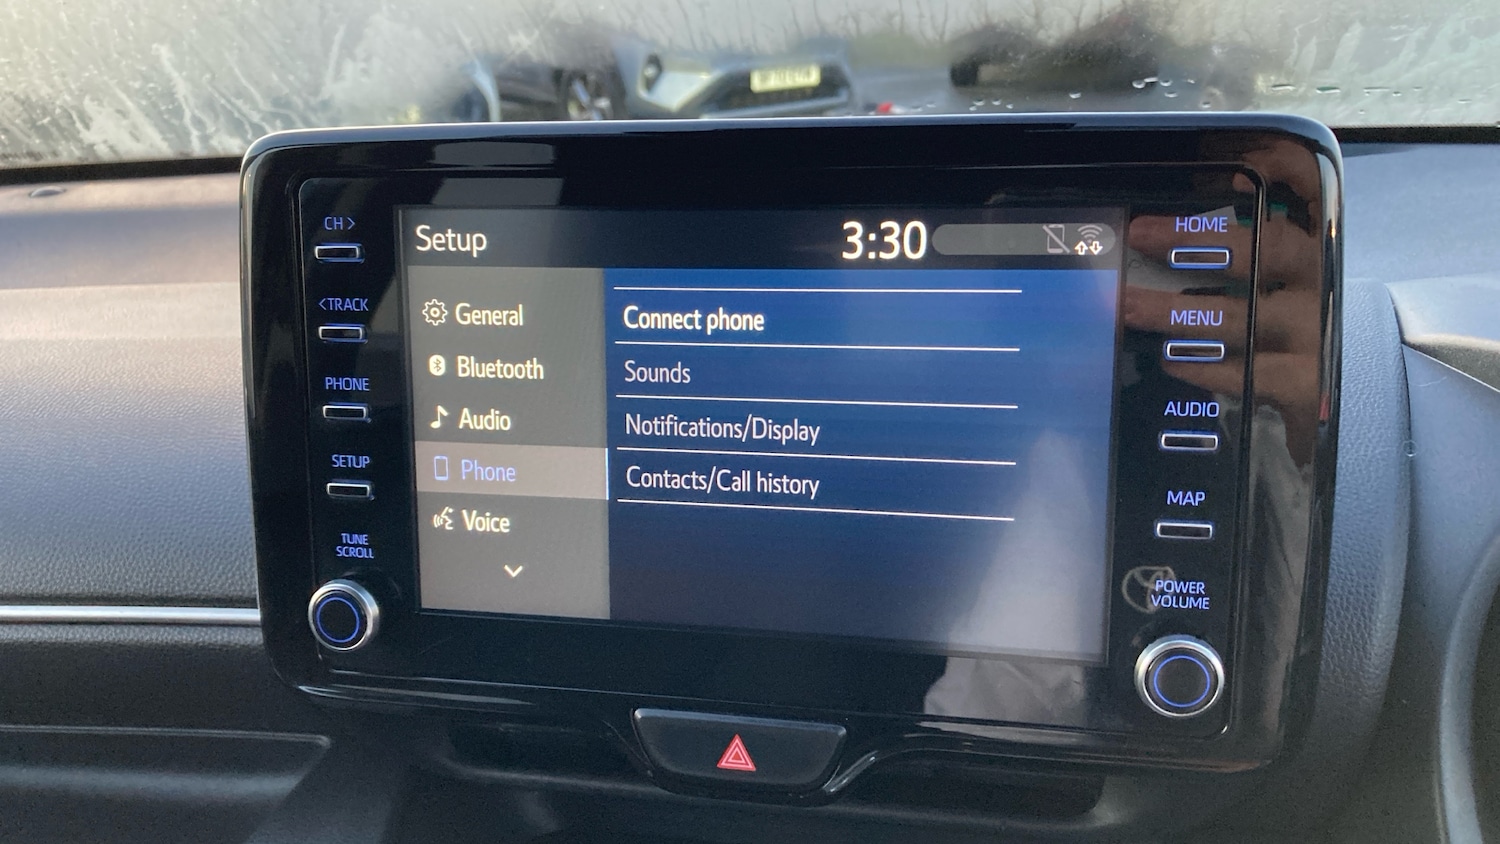 CH >
< TRACK
PHONE
SETUP
TUNE
SCROLL
Setup
3:30
General
Bluetooth
Audio
Phone
Voice
Connect phone
Sounds
Notifications/Display
Contacts/Call history
HOME
MENU
AUDIO
MAP
POWER
VOLUME